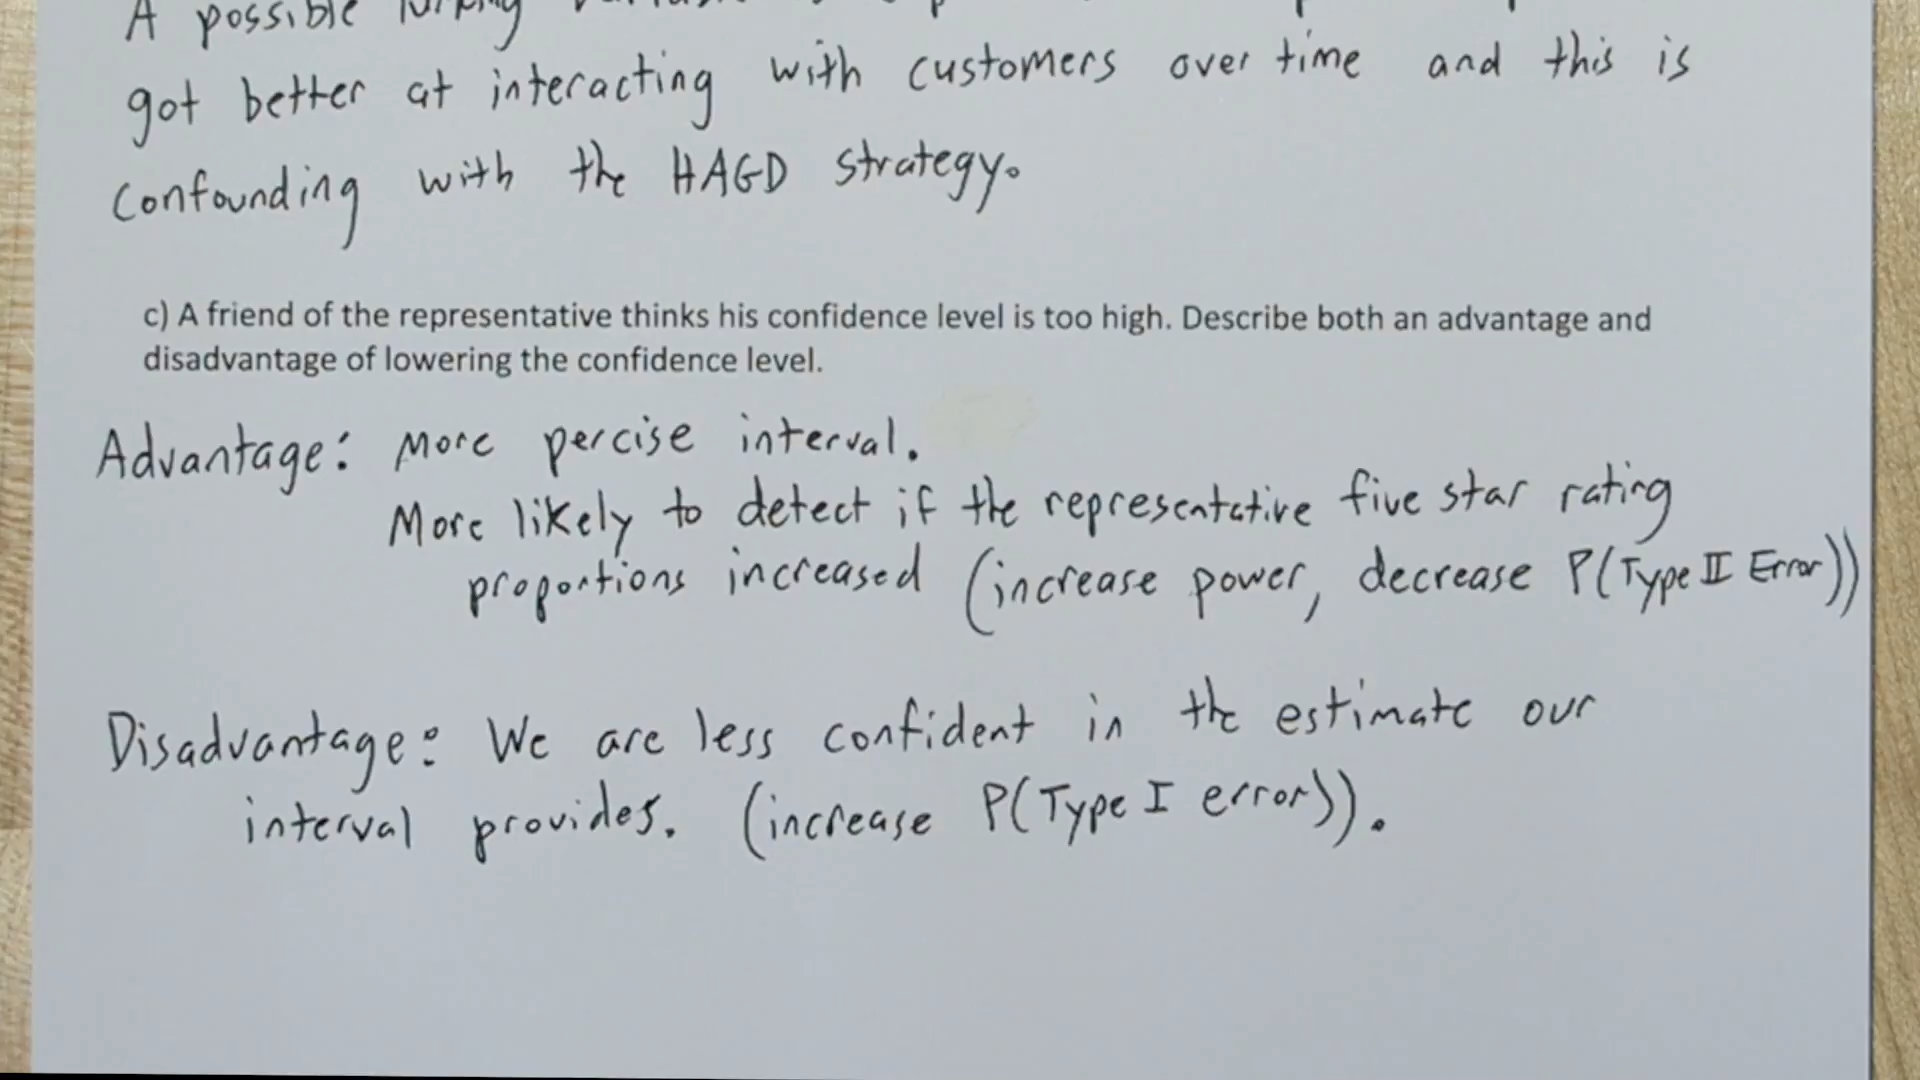 A possible lurking
got better at interacting with customers over time and this is
confounding with the HAGD strategy.
c) A friend of the representative thinks his confidence level is too high. Describe both an advantage and
disadvantage of lowering the confidence level.
Advantage: More percise interval.
More likely to detect if the representative five star rating
proportions increased (increase power, decrease P(Type II Error))
Disadvantage: We are less confident in the estimate our
interval provides. (increase P(Type I error)).